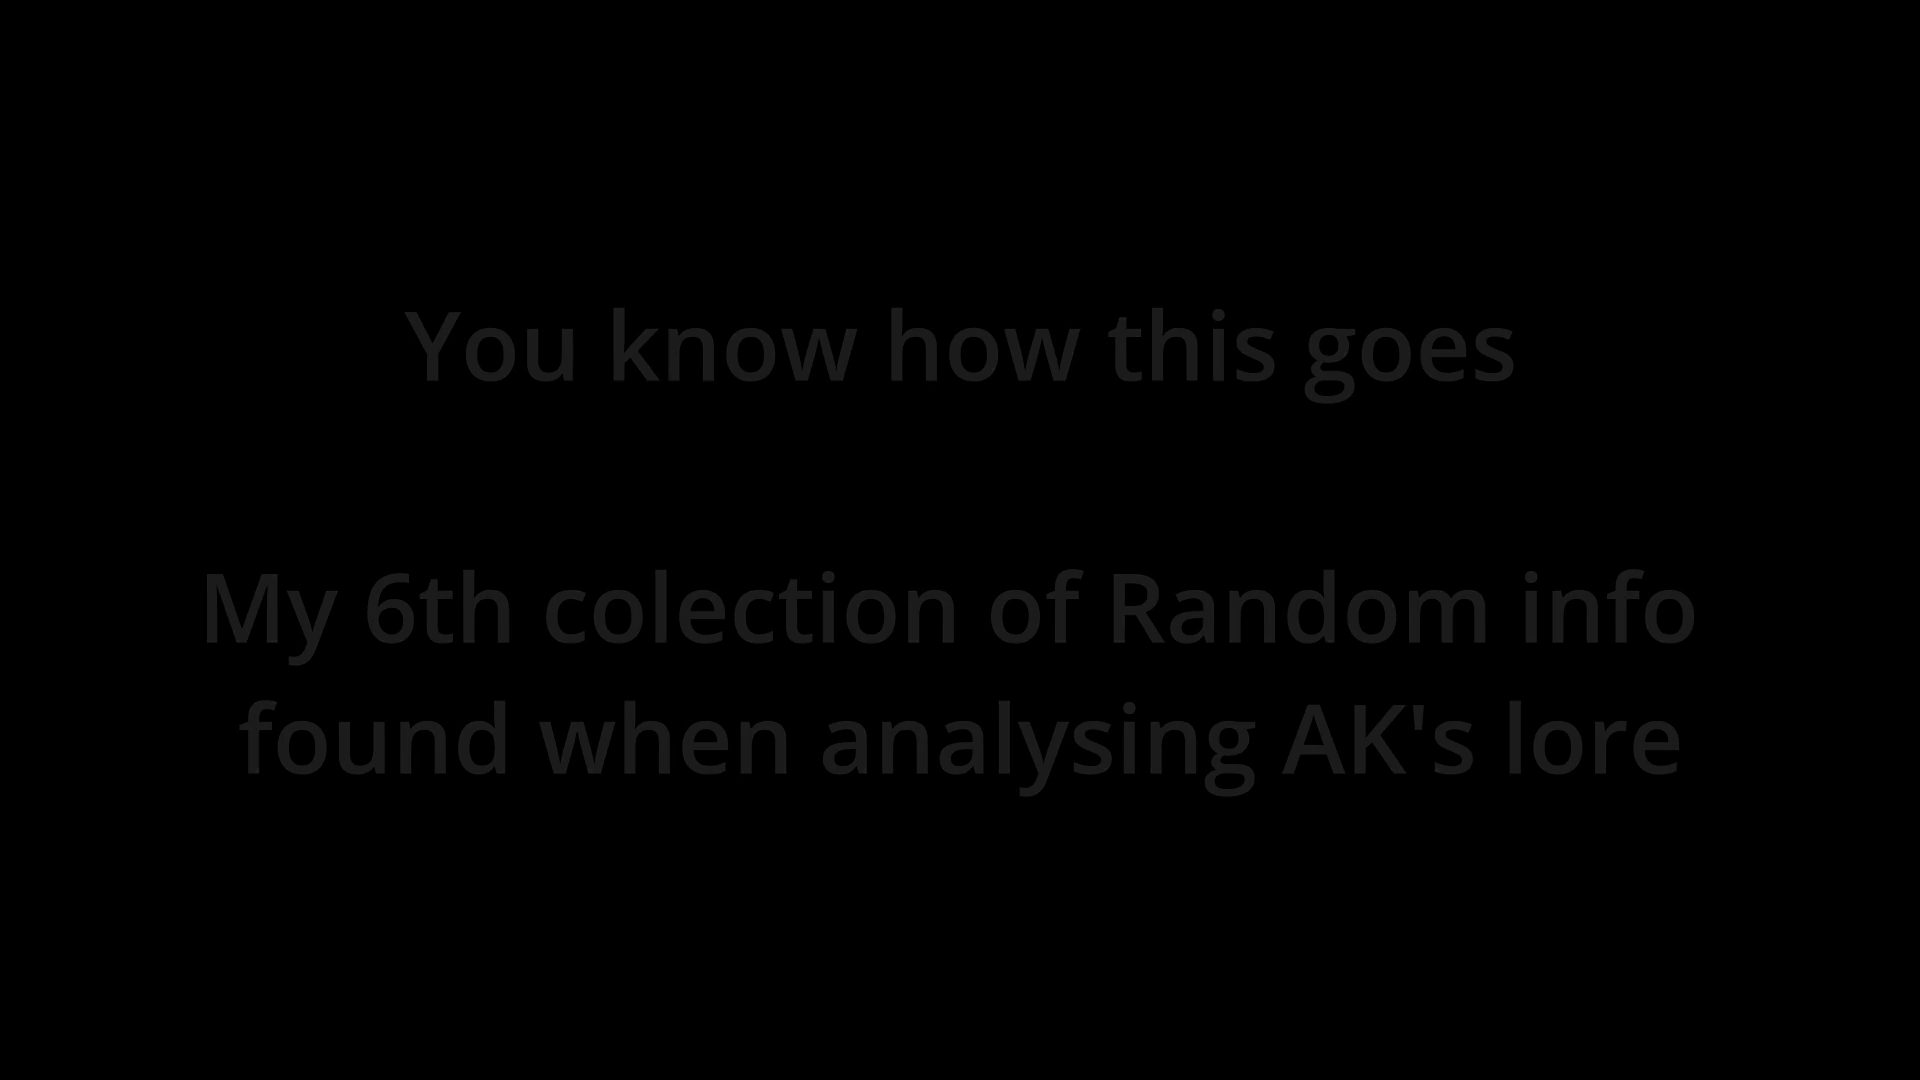 You know how this goes
My 6th colection of Random info
found when analysing AK's lore